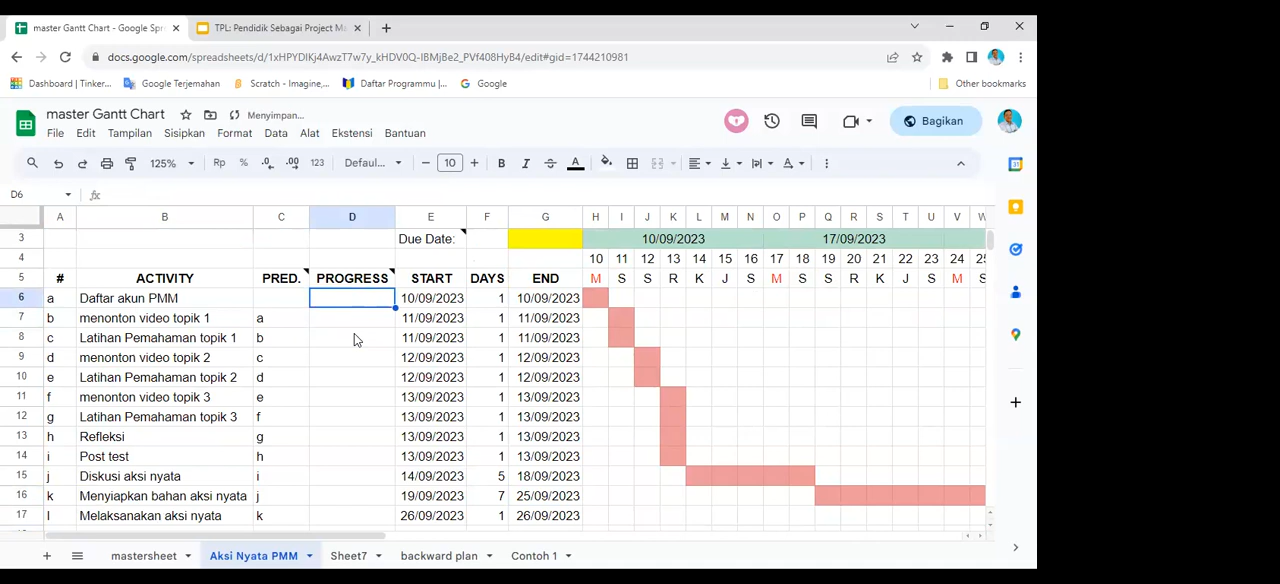 master Gantt Chart - Google Spr
TPL: Pendidik Sebagai Project Ma
docs.google.com/spreadsheets/d/1xHPYDIKj4AwzT7w7y_kHDV0Q-IBMjBe2_PVf408HyB4/edit#gid=1744210981
Dashboard | Tinker... Google Terjemahan Scratch - Imagine,... Daftar Programmu |... Google Other bookmarks
master Gantt Chart Menyimpan...
File Edit Tampilan Sisipkan Format Data Alat Ekstensi Bantuan
Bagikan
125% Rp % .0 .00 123 Defaul... 10 B I A
D6 fx
A B C D E F G H I J K L M N O P Q R S T U V W
3 Due Date: 10/09/2023 17/09/2023
4 10 11 12 13 14 15 16 17 18 19 20 21 22 23 24 25
5 # ACTIVITY PRED. PROGRESS START DAYS END M S S R K J S M S S R K J S M S
6 a Daftar akun PMM 10/09/2023 1 10/09/2023
7 b menonton video topik 1 a 11/09/2023 1 11/09/2023
8 c Latihan Pemahaman topik 1 b 11/09/2023 1 11/09/2023
9 d menonton video topik 2 c 12/09/2023 1 12/09/2023
10 e Latihan Pemahaman topik 2 d 12/09/2023 1 12/09/2023
11 f menonton video topik 3 e 13/09/2023 1 13/09/2023
12 g Latihan Pemahaman topik 3 f 13/09/2023 1 13/09/2023
13 h Refleksi g 13/09/2023 1 13/09/2023
14 i Post test h 13/09/2023 1 13/09/2023
15 j Diskusi aksi nyata i 14/09/2023 5 18/09/2023
16 k Menyiapkan bahan aksi nyata j 19/09/2023 7 25/09/2023
17 l Melaksanakan aksi nyata k 26/09/2023 1 26/09/2023
mastersheet Aksi Nyata PMM Sheet7 backward plan Contoh 1